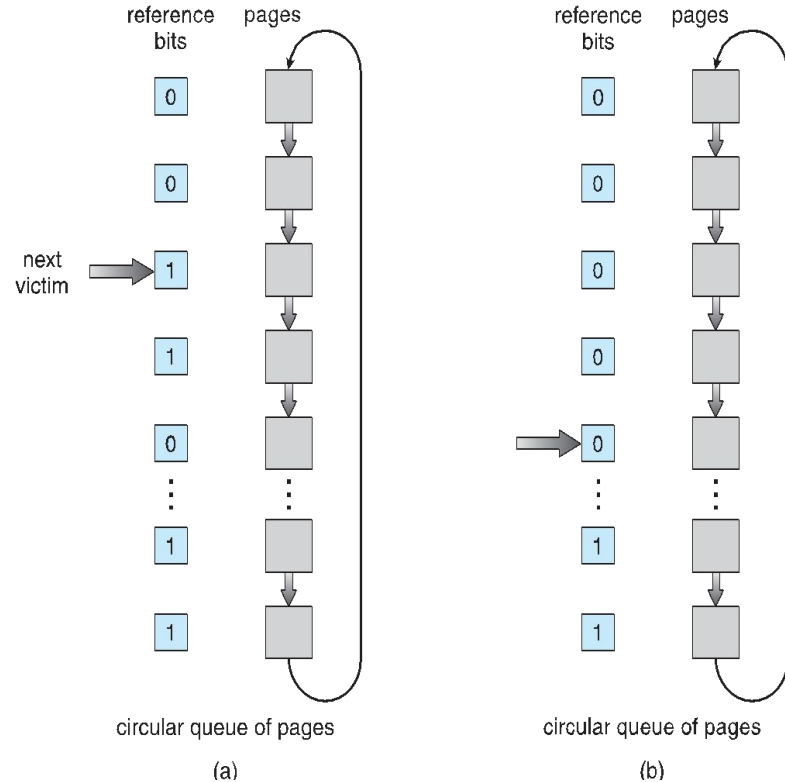 reference bits
pages
0
0
next victim
1
1
0
1
1
circular queue of pages
(a)
reference bits
pages
0
0
0
0
0
1
1
circular queue of pages
(b)